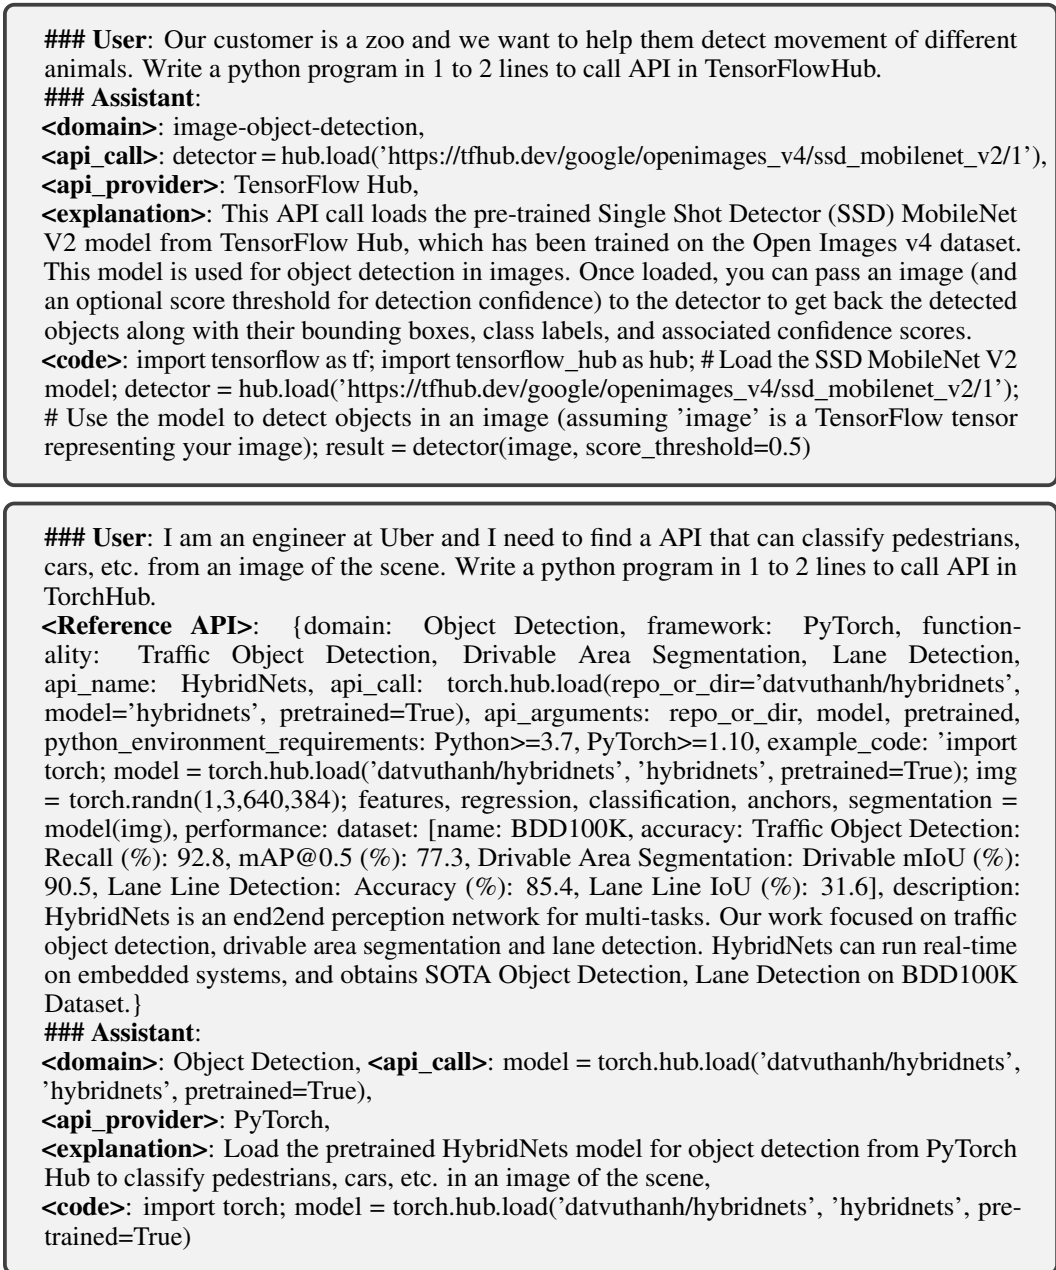 ### User: Our customer is a zoo and we want to help them detect movement of different
animals. Write a python program in 1 to 2 lines to call API in TensorFlowHub.
### Assistant:
<domain>: image-object-detection,
<api_call>: detector = hub.load('https://tfhub.dev/google/openimages_v4/ssd_mobilenet_v2/1'),
<api_provider>: TensorFlow Hub,
<explanation>: This API call loads the pre-trained Single Shot Detector (SSD) MobileNet
V2 model from TensorFlow Hub, which has been trained on the Open Images v4 dataset.
This model is used for object detection in images. Once loaded, you can pass an image (and
an optional score threshold for detection confidence) to the detector to get back the detected
objects along with their bounding boxes, class labels, and associated confidence scores.
<code>: import tensorflow as tf; import tensorflow_hub as hub; # Load the SSD MobileNet V2
model; detector = hub.load('https://tfhub.dev/google/openimages_v4/ssd_mobilenet_v2/1');
# Use the model to detect objects in an image (assuming 'image' is a TensorFlow tensor
representing your image); result = detector(image, score_threshold=0.5)
### User: I am an engineer at Uber and I need to find a API that can classify pedestrians,
cars, etc. from an image of the scene. Write a python program in 1 to 2 lines to call API in
TorchHub.
<Reference API>: {domain: Object Detection, framework: PyTorch, function-
ality: Traffic Object Detection, Drivable Area Segmentation, Lane Detection,
api_name: HybridNets, api_call: torch.hub.load(repo_or_dir='datvuthanh/hybridnets',
model='hybridnets', pretrained=True), api_arguments: repo_or_dir, model, pretrained,
python_environment_requirements: Python>=3.7, PyTorch>=1.10, example_code: 'import
torch; model = torch.hub.load('datvuthanh/hybridnets', 'hybridnets', pretrained=True); img
= torch.randn(1,3,640,384); features, regression, classification, anchors, segmentation =
model(img), performance: dataset: [name: BDD100K, accuracy: Traffic Object Detection:
Recall (%): 92.8, mAP@0.5 (%): 77.3, Drivable Area Segmentation: Drivable mIoU (%):
90.5, Lane Line Detection: Accuracy (%): 85.4, Lane Line IoU (%): 31.6], description:
HybridNets is an end2end perception network for multi-tasks. Our work focused on traffic
object detection, drivable area segmentation and lane detection. HybridNets can run real-time
on embedded systems, and obtains SOTA Object Detection, Lane Detection on BDD100K
Dataset.}
### Assistant:
<domain>: Object Detection, <api_call>: model = torch.hub.load('datvuthanh/hybridnets',
'hybridnets', pretrained=True),
<api_provider>: PyTorch,
<explanation>: Load the pretrained HybridNets model for object detection from PyTorch
Hub to classify pedestrians, cars, etc. in an image of the scene,
<code>: import torch; model = torch.hub.load('datvuthanh/hybridnets', 'hybridnets', pre-
trained=True)